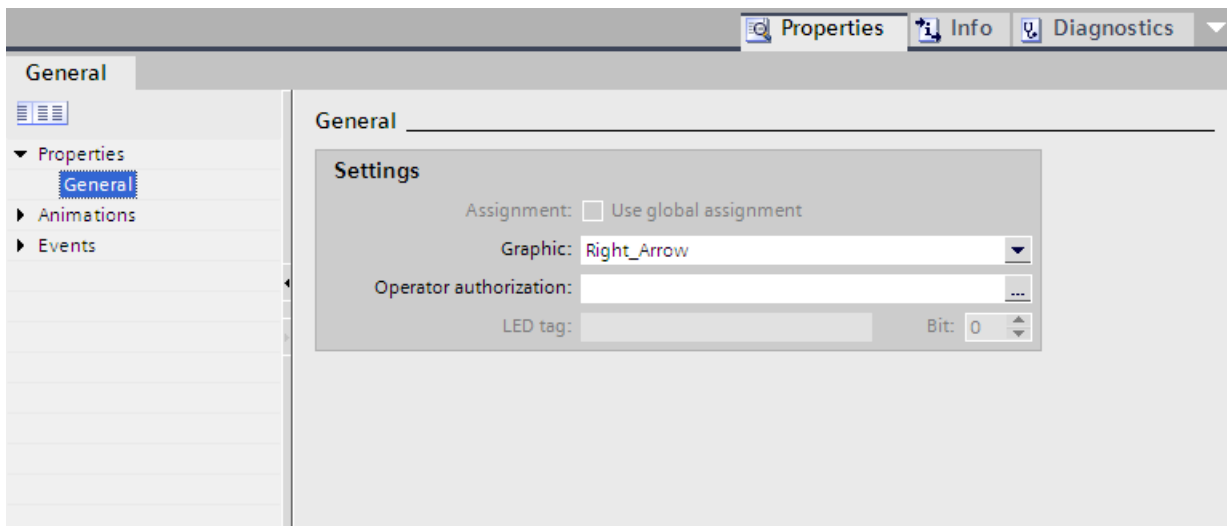 Properties Info Diagnostics
General
General
Properties
General
Animations
Events
Settings
Assignment: Use global assignment
Graphic: Right_Arrow
Operator authorization: ...
LED tag: Bit: 0